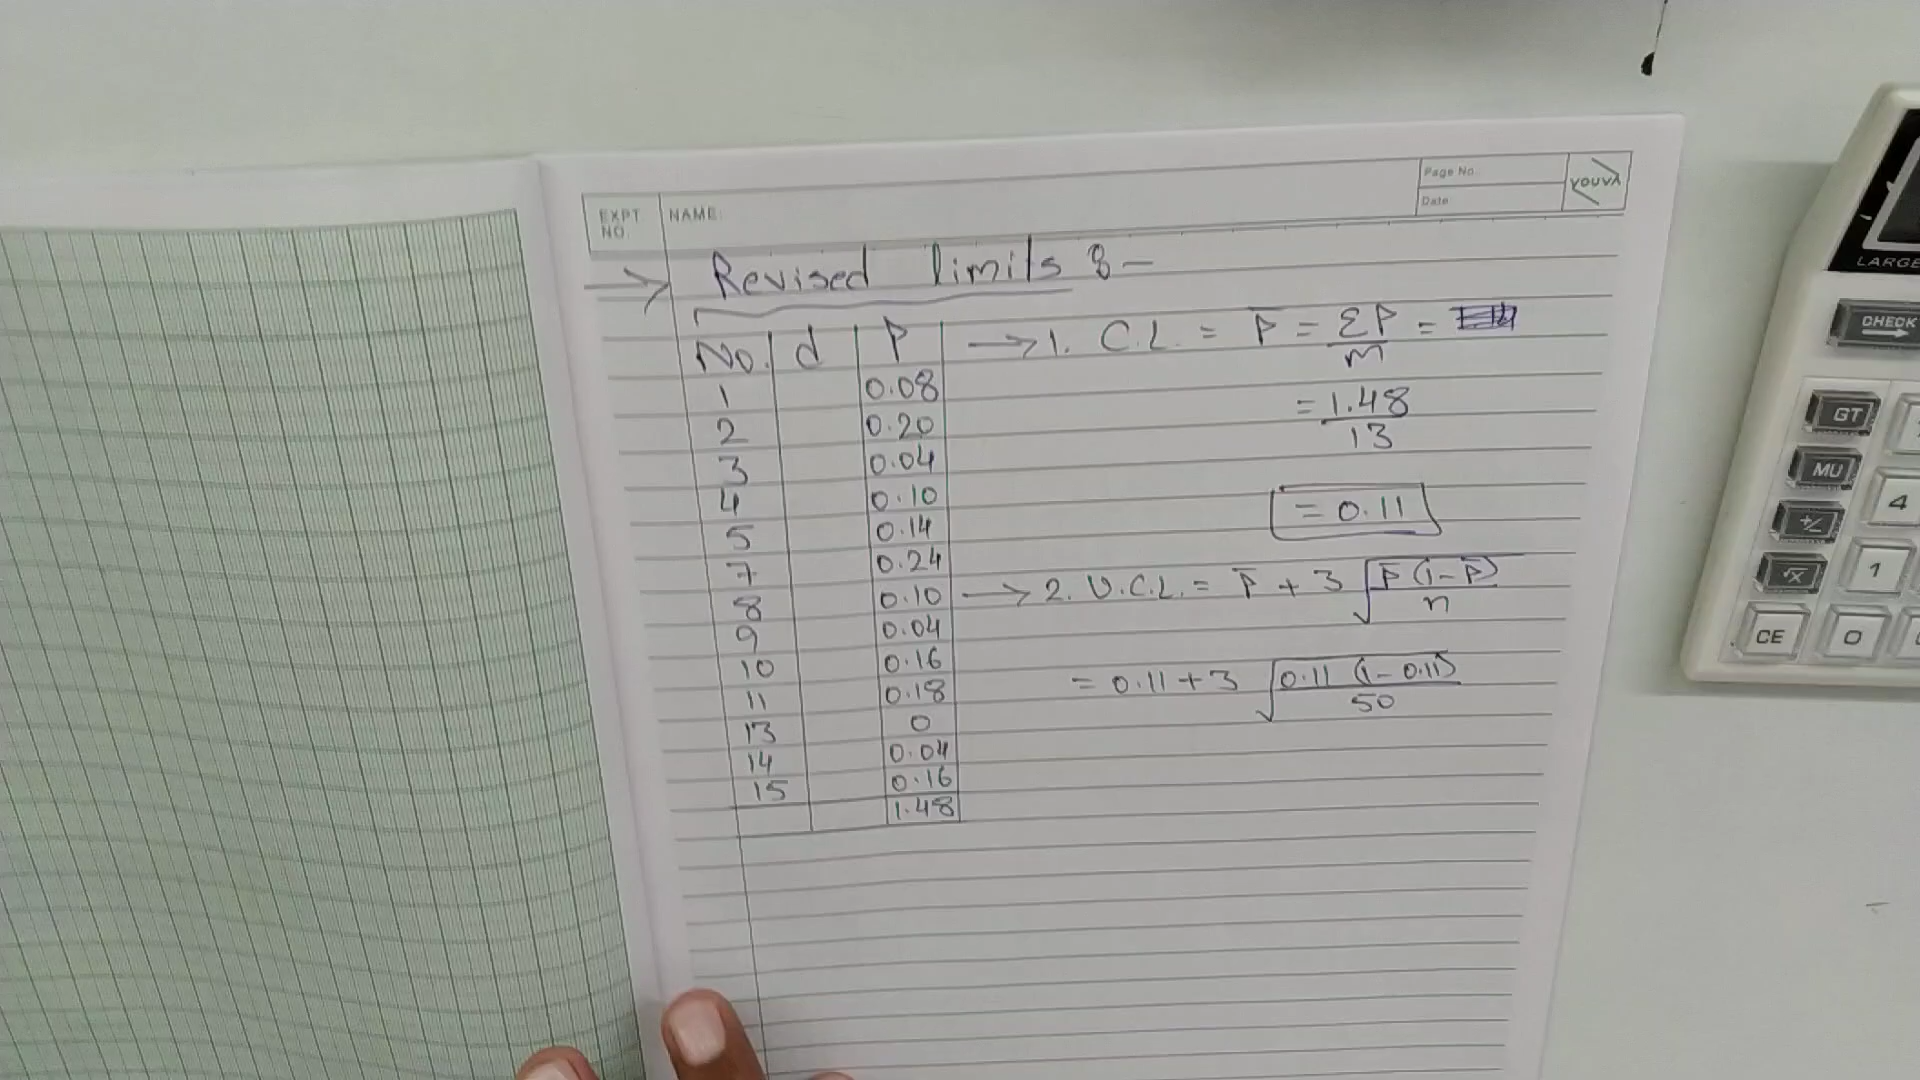 EXPT. NO.
NAME:
Page No.
Date
YOUVA
Revised limits :-
No. d P
1 0.08
2 0.20
3 0.04
4 0.10
5 0.14
7 0.24
8 0.10
9 0.04
10 0.16
11 0.18
13 0
14 0.04
15 0.16
1.48
→ 1. C.L. = P̄ = ΣP/m =
= 1.48/13
= 0.11
→ 2. U.C.L. = P̄ + 3 √(P̄ (1-P̄)/n)
= 0.11 + 3 √(0.11 (1-0.11)/50)
LARGE
CHECK →
GT
MU
+/-
√x
CE
4
1
0